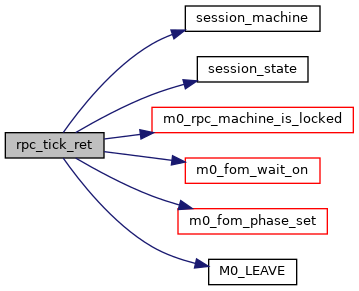 session_machine
session_state
m0_rpc_machine_is_locked
rpc_tick_ret
m0_fom_wait_on
m0_fom_phase_set
M0_LEAVE